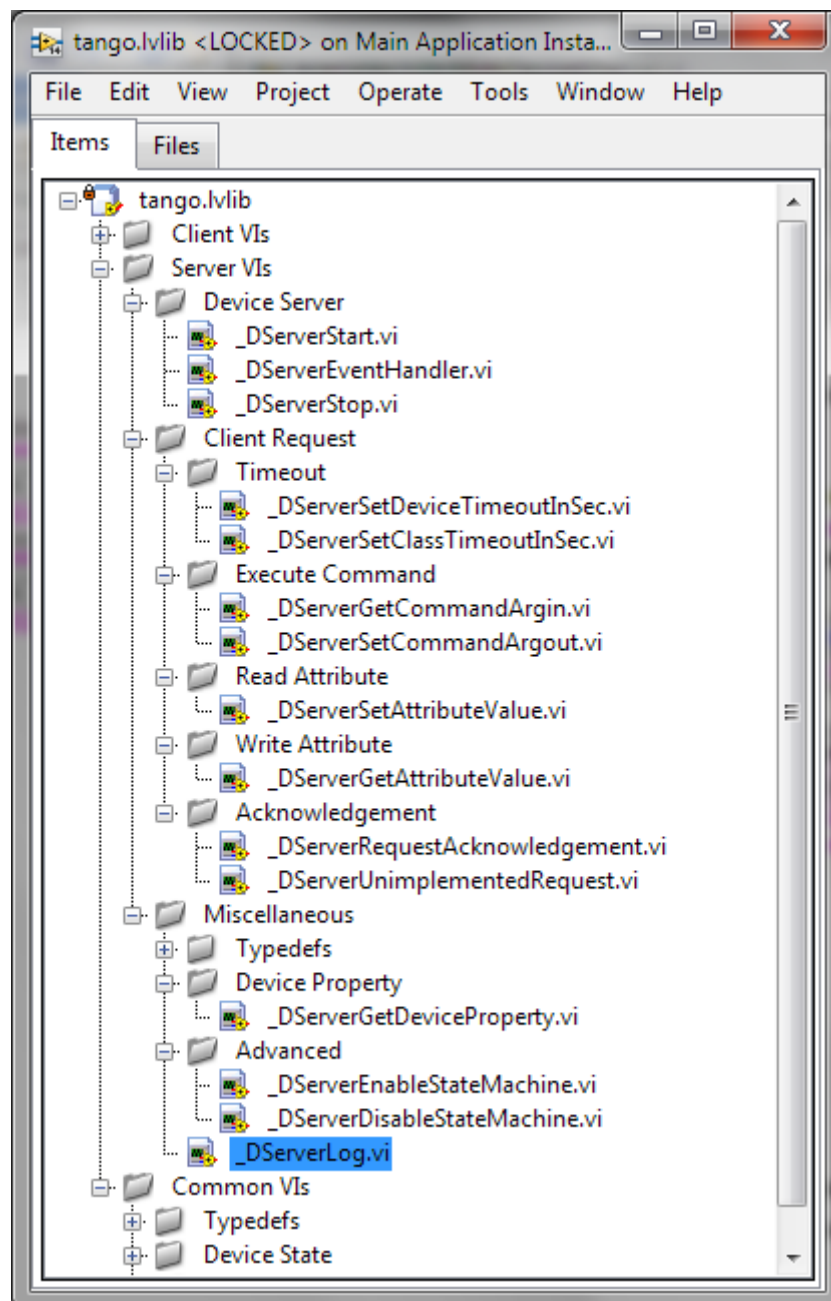 tango.lvlib <LOCKED> on Main Application Insta...
File Edit View Project Operate Tools Window Help
Items Files
tango.lvlib
Client VIs
Server VIs
Device Server
_DServerStart.vi
_DServerEventHandler.vi
_DServerStop.vi
Client Request
Timeout
_DServerSetDeviceTimeoutInSec.vi
_DServerSetClassTimeoutInSec.vi
Execute Command
_DServerGetCommandArgin.vi
_DServerSetCommandArgout.vi
Read Attribute
_DServerSetAttributeValue.vi
Write Attribute
_DServerGetAttributeValue.vi
Acknowledgement
_DServerRequestAcknowledgement.vi
_DServerUnimplementedRequest.vi
Miscellaneous
Typedefs
Device Property
_DServerGetDeviceProperty.vi
Advanced
_DServerEnableStateMachine.vi
_DServerDisableStateMachine.vi
_DServerLog.vi
Common VIs
Typedefs
Device State